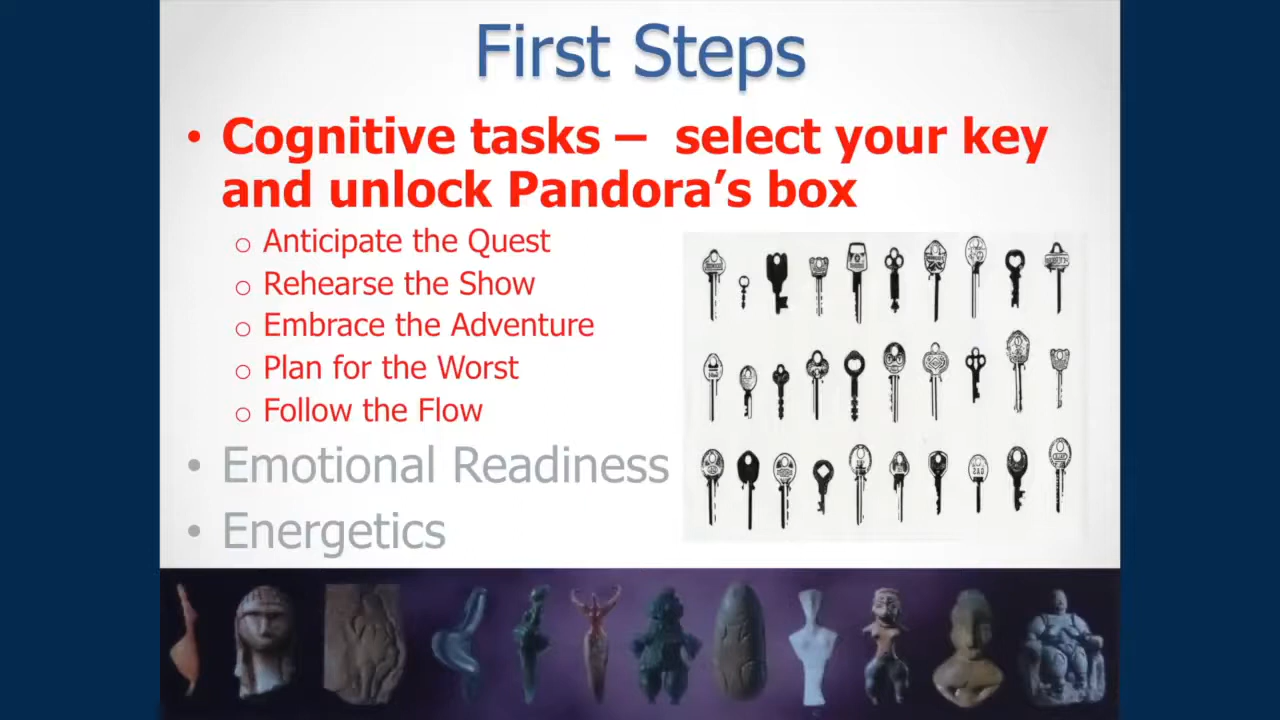 First Steps
• Cognitive tasks – select your key
and unlock Pandora’s box
o Anticipate the Quest
o Rehearse the Show
o Embrace the Adventure
o Plan for the Worst
o Follow the Flow
• Emotional Readiness
• Energetics